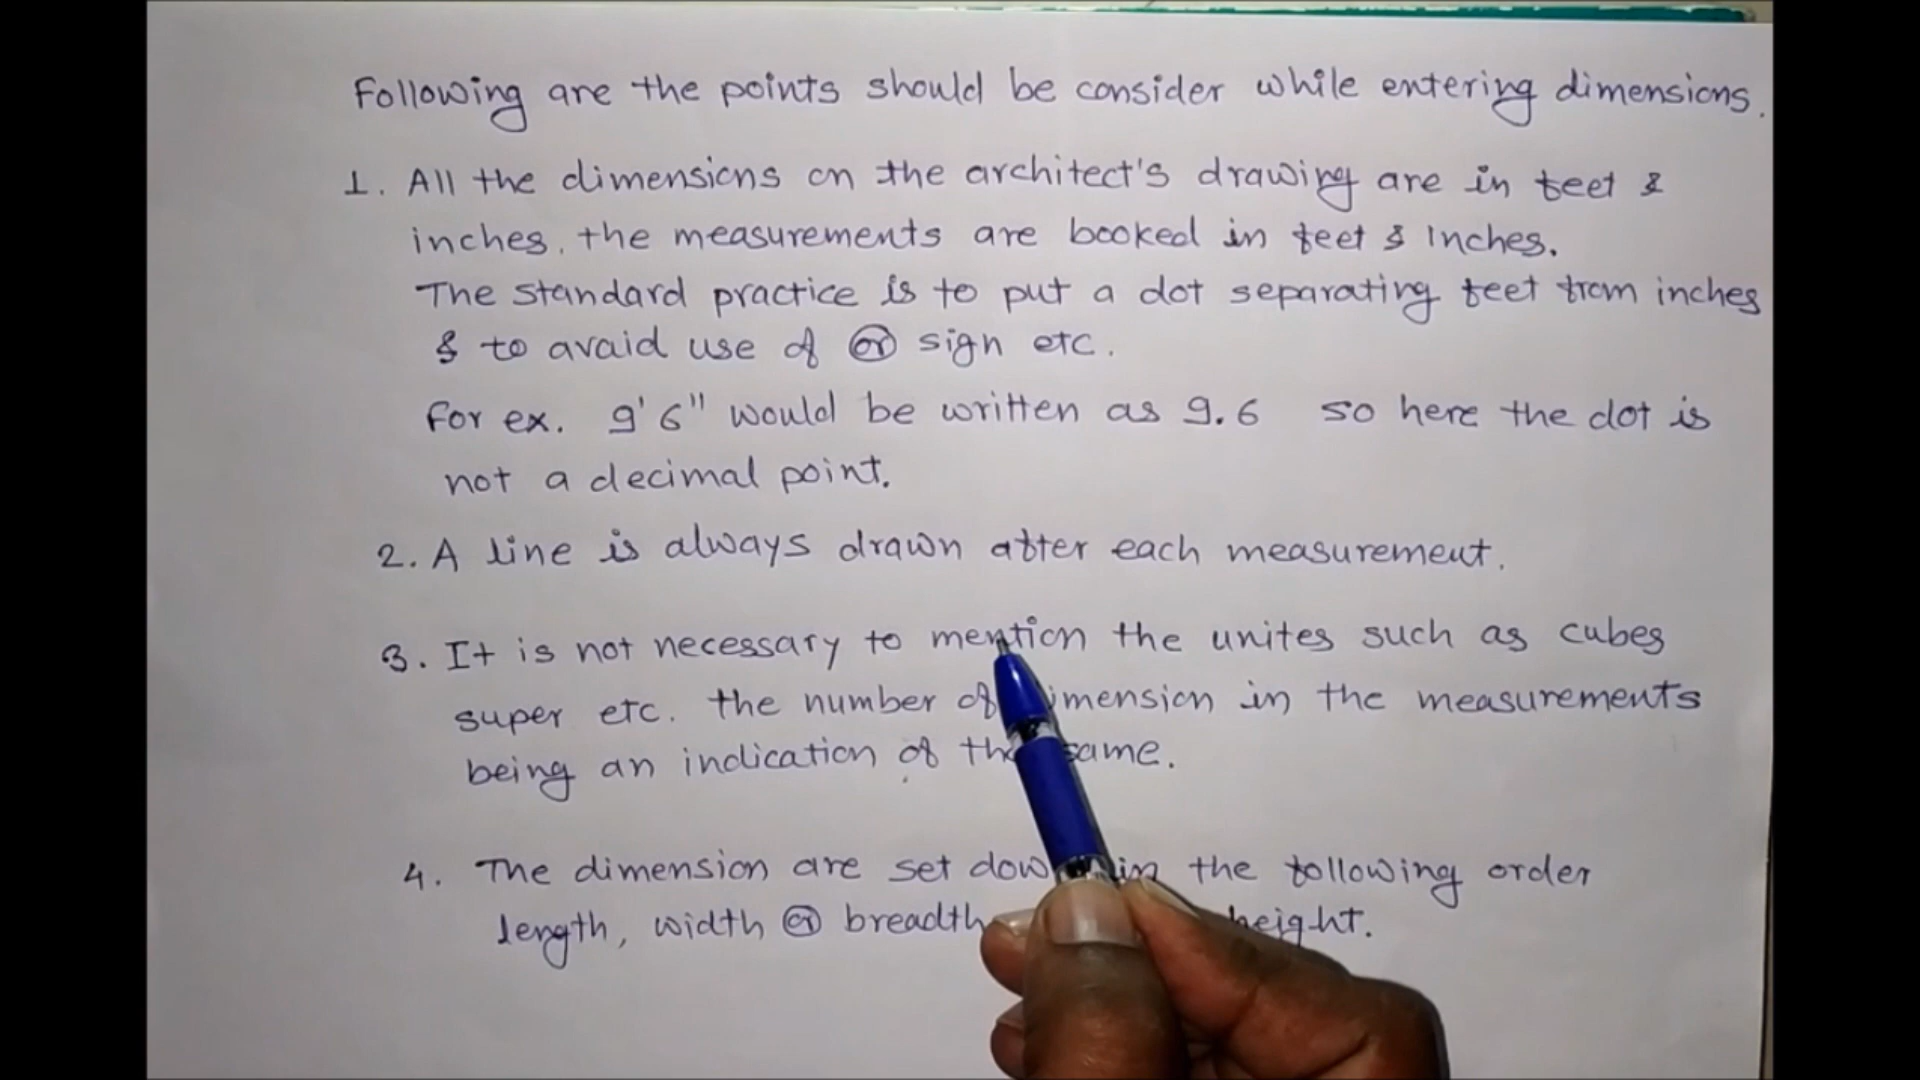 Following are the points should be consider while entering dimensions.
1. All the dimensions on the architect's drawing are in feet &
inches. the measurements are booked in feet & Inches.
The standard practice is to put a dot separating feet from inches
& to avaid use of or sign etc.
For ex. 9'6" would be written as 9.6 so here the dot is
not a decimal point.
2. A line is always drawn after each measurement.
3. It is not necessary to mention the unites such as cubes
super etc. the number of imension in the measurements
being an indication of the same.
4. The dimension are set down in the following order
length, width or breadth height.